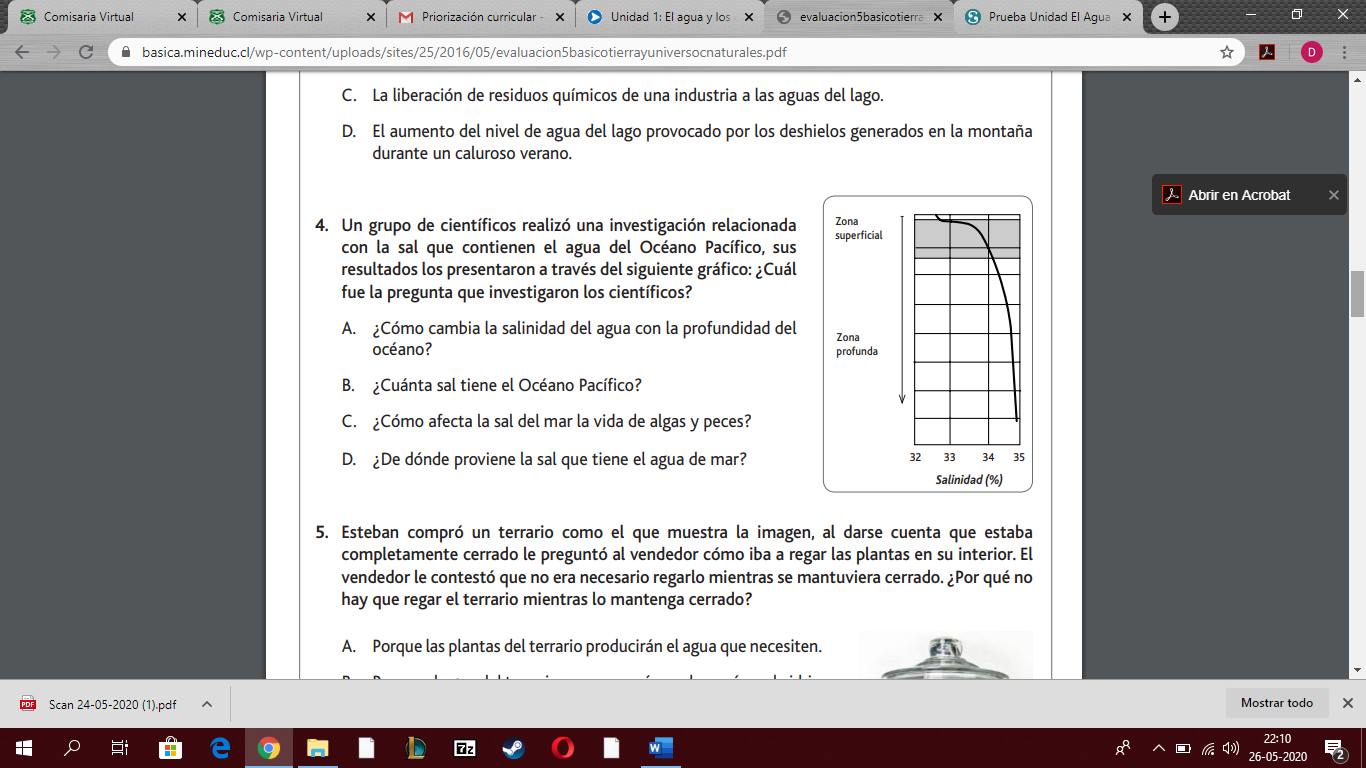 Comisaria Virtual
Comisaria Virtual
Priorización curricular -
Unidad 1: El agua y los
evaluacion5basicotierra
Prueba Unidad El Agua
basica.mineduc.cl/wp-content/uploads/sites/25/2016/05/evaluacion5basicotierrayuniversocnaturales.pdf
D
C. La liberación de residuos químicos de una industria a las aguas del lago.
D. El aumento del nivel de agua del lago provocado por los deshielos generados en la montaña
durante un caluroso verano.
Abrir en Acrobat
4. Un grupo de científicos realizó una investigación relacionada
con la sal que contienen el agua del Océano Pacífico, sus
resultados los presentaron a través del siguiente gráfico: ¿Cuál
fue la pregunta que investigaron los científicos?
A. ¿Cómo cambia la salinidad del agua con la profundidad del
océano?
B. ¿Cuánta sal tiene el Océano Pacífico?
C. ¿Cómo afecta la sal del mar la vida de algas y peces?
D. ¿De dónde proviene la sal que tiene el agua de mar?
Zona
superficial
Zona
profunda
32 33 34 35
Salinidad (%)
5. Esteban compró un terrario como el que muestra la imagen, al darse cuenta que estaba
completamente cerrado le preguntó al vendedor cómo iba a regar las plantas en su interior. El
vendedor le contestó que no era necesario regarlo mientras se mantuviera cerrado. ¿Por qué no
hay que regar el terrario mientras lo mantenga cerrado?
A. Porque las plantas del terrario producirán el agua que necesiten.
PDF
Scan 24-05-2020 (1).pdf
Mostrar todo
7z
22:10
26-05-2020
2